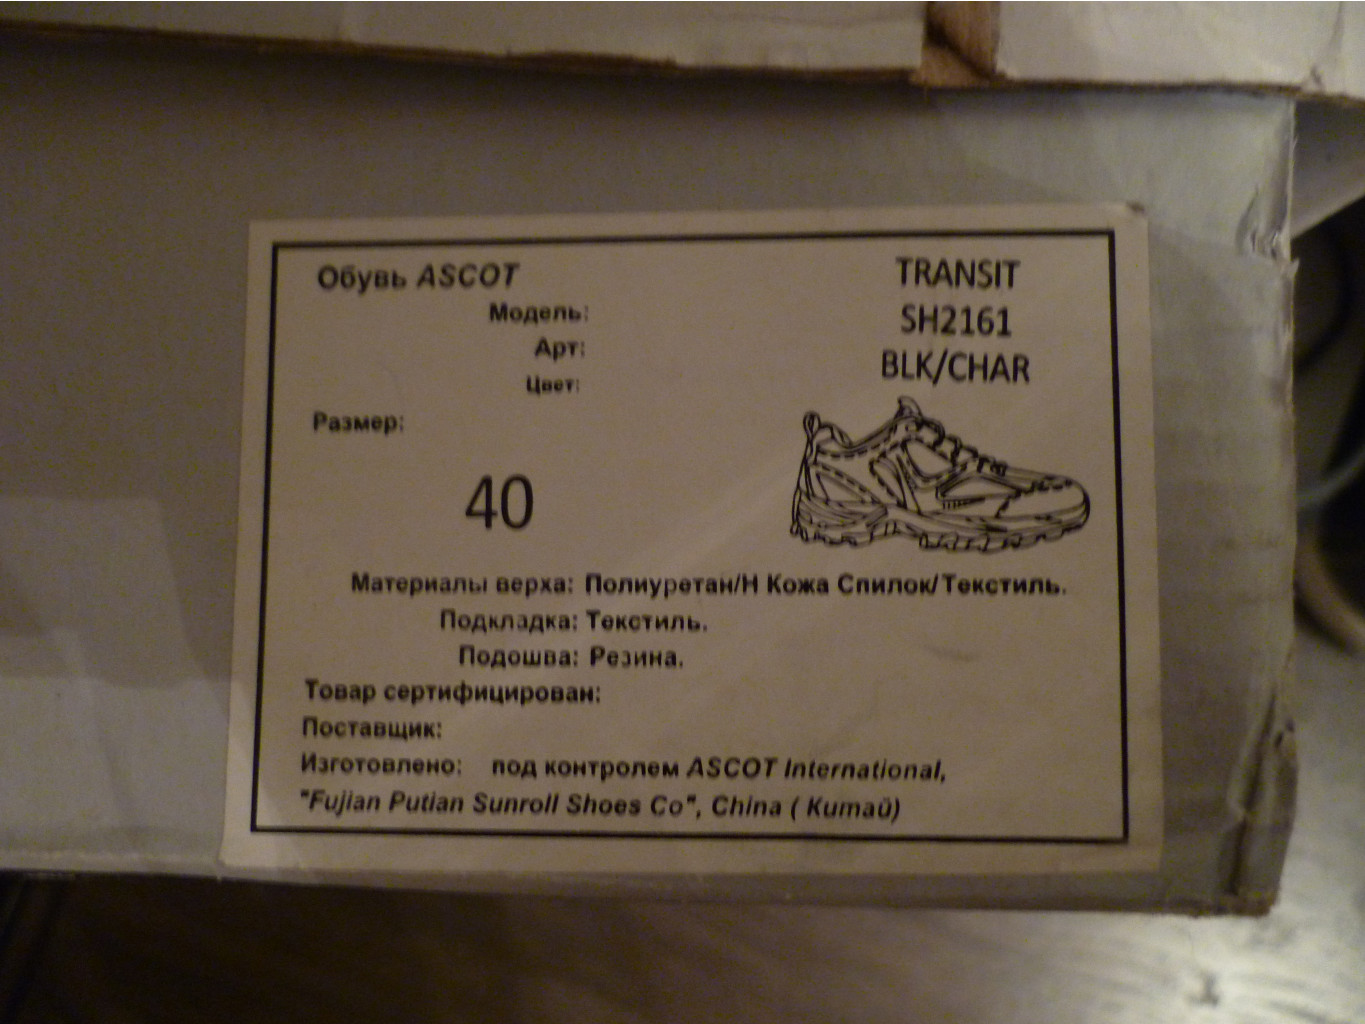 Обувь ASCOT TRANSIT
Модель: SH2161
Арт: BLK/CHAR
Цвет:
Размер:
40
Материалы верха: Полиуретан/Н Кожа Спилок/Текстиль.
Подкладка: Текстиль.
Подошва: Резина.
Товар сертифицирован:
Поставщик:
Изготовлено: под контролем ASCOT International,
"Fujian Putian Sunroll Shoes Co", China ( Китай)